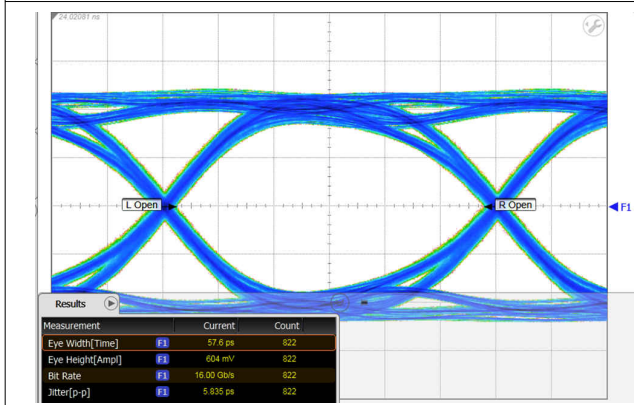 24.02081 ns
L Open
R Open
F1
Results
Measurement Current Count
Eye Width[Time] F1 57.6 ps 822
Eye Height[Ampl] F1 604 mV 822
Bit Rate F1 16.00 Gb/s 822
Jitter[p-p] F1 5.835 ps 822